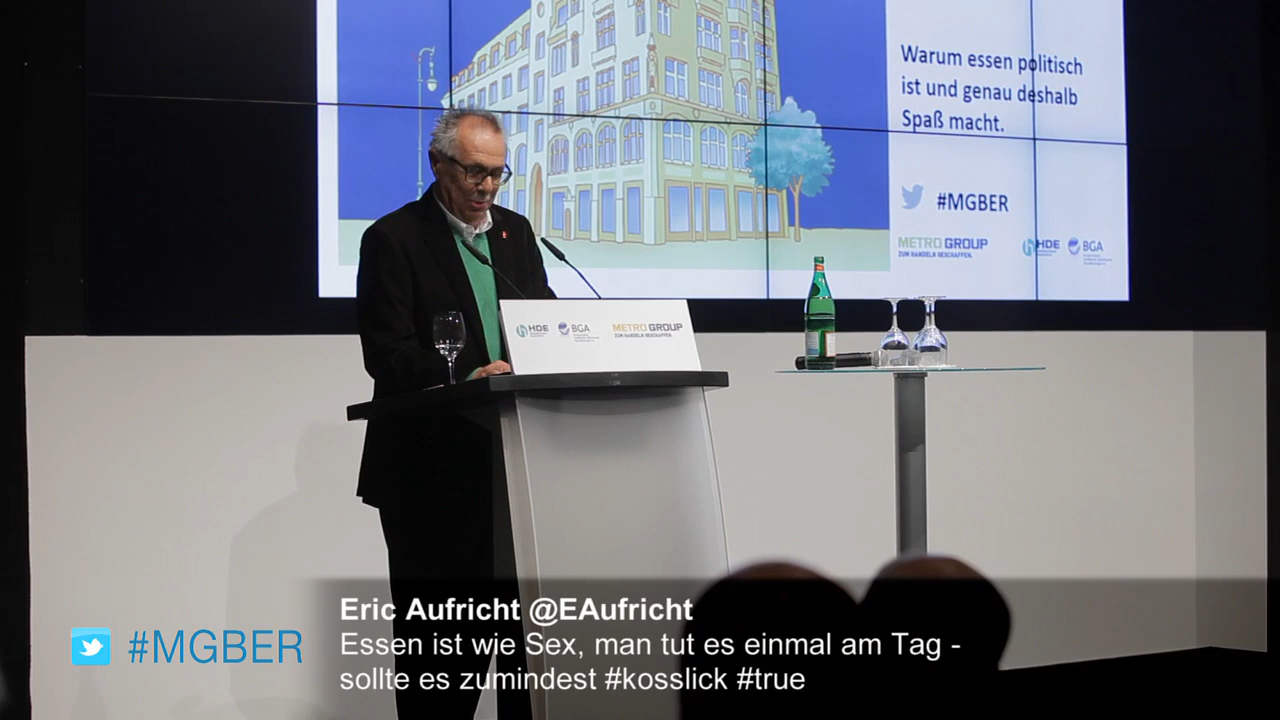 Warum essen politisch
ist und genau deshalb
Spaß macht.
#MGBER
METRO GROUP
ZUM HANDELN GESCHAFFEN.
HDE
BGA
HDE
BGA
METRO GROUP
ZUM HANDELN GESCHAFFEN.
#MGBER
Eric Aufricht @EAufricht
Essen ist wie Sex, man tut es einmal am Tag -
sollte es zumindest #kosslick #true